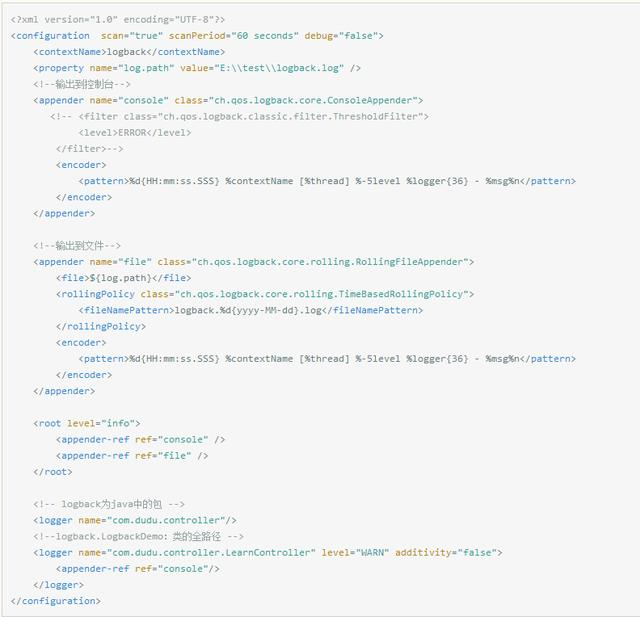 <?xml version="1.0" encoding="UTF-8"?>
<configuration  scan="true" scanPeriod="60 seconds" debug="false">
    <contextName>logback</contextName>
    <property name="log.path" value="E:\\test\\logback.log" />
    <!--输出到控制台-->
    <appender name="console" class="ch.qos.logback.core.ConsoleAppender">
       <!-- <filter class="ch.qos.logback.classic.filter.ThresholdFilter">
            <level>ERROR</level>
        </filter>-->
        <encoder>
            <pattern>%d{HH:mm:ss.SSS} %contextName [%thread] %-5level %logger{36} - %msg%n</pattern>
        </encoder>
    </appender>

    <!--输出到文件-->
    <appender name="file" class="ch.qos.logback.core.rolling.RollingFileAppender">
        <file>${log.path}</file>
        <rollingPolicy class="ch.qos.logback.core.rolling.TimeBasedRollingPolicy">
            <fileNamePattern>logback.%d{yyyy-MM-dd}.log</fileNamePattern>
        </rollingPolicy>
        <encoder>
            <pattern>%d{HH:mm:ss.SSS} %contextName [%thread] %-5level %logger{36} - %msg%n</pattern>
        </encoder>
    </appender>

    <root level="info">
        <appender-ref ref="console" />
        <appender-ref ref="file" />
    </root>

    <!-- logback为java中的包 -->
    <logger name="com.dudu.controller"/>
    <!--logback.LogbackDemo：类的全路径 -->
    <logger name="com.dudu.controller.LearnController" level="WARN" additivity="false">
        <appender-ref ref="console"/>
    </logger>
</configuration>